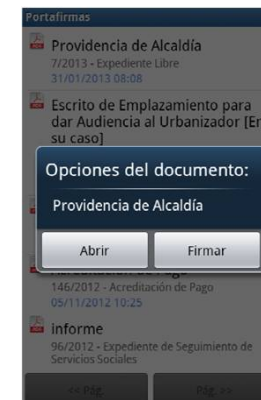 Portafirmas
Providencia de Alcaldía
7/2013 - Expediente Libre
31/01/2013 08:08
Escrito de Emplazamiento para
dar Audiencia al Urbanizador [En
su caso]
Opciones del documento:
Providencia de Alcaldía
Abrir
Firmar
146/2012 - Acreditación de Pago
05/11/2012 10:25
informe
96/2012 - Expediente de Seguimiento de
Servicios Sociales
<< Pág.
Pág. >>